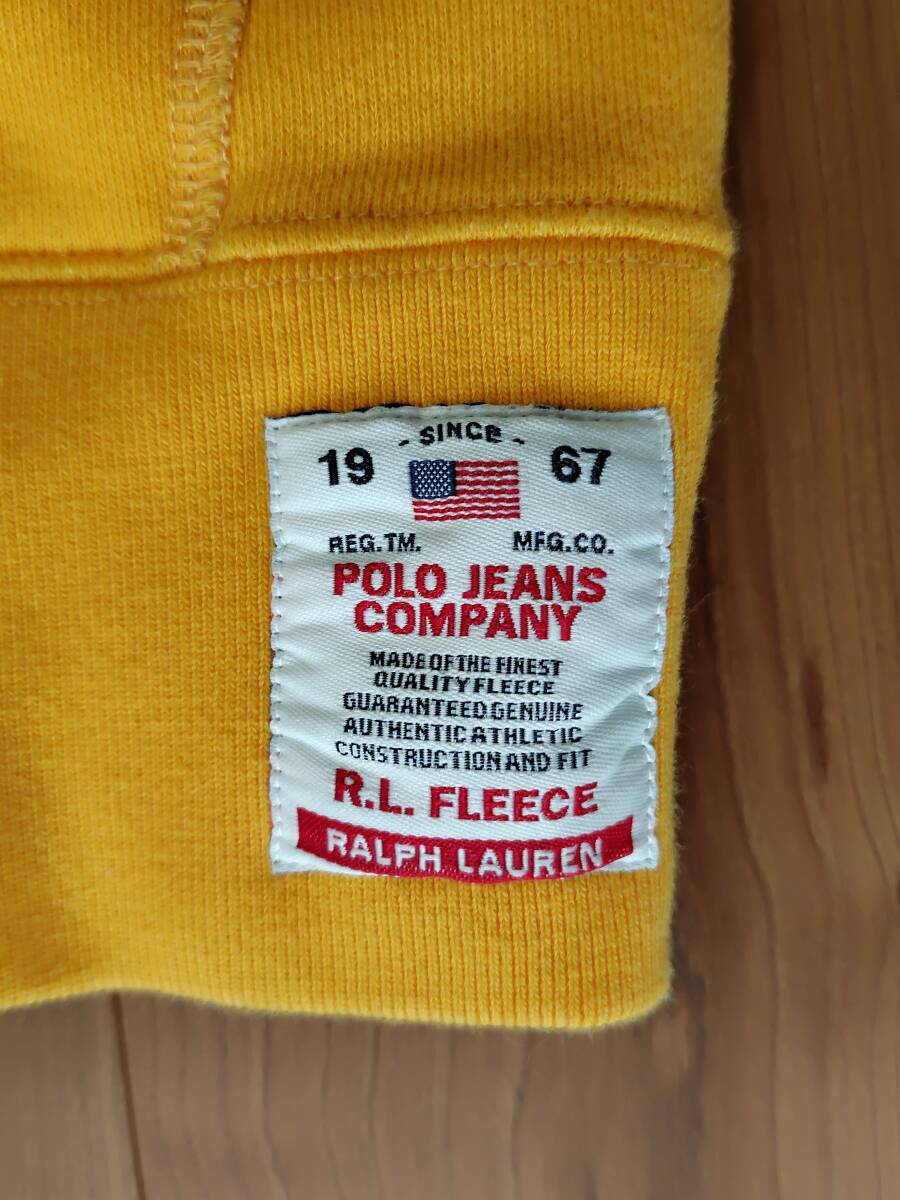 - SINCE -
19 67
REG.TM. MFG.CO.
POLO JEANS
COMPANY
MADE OF THE FINEST
QUALITY FLEECE
GUARANTEED GENUINE
AUTHENTIC ATHLETIC
CONSTRUCTION AND FIT
R.L. FLEECE
RALPH LAUREN